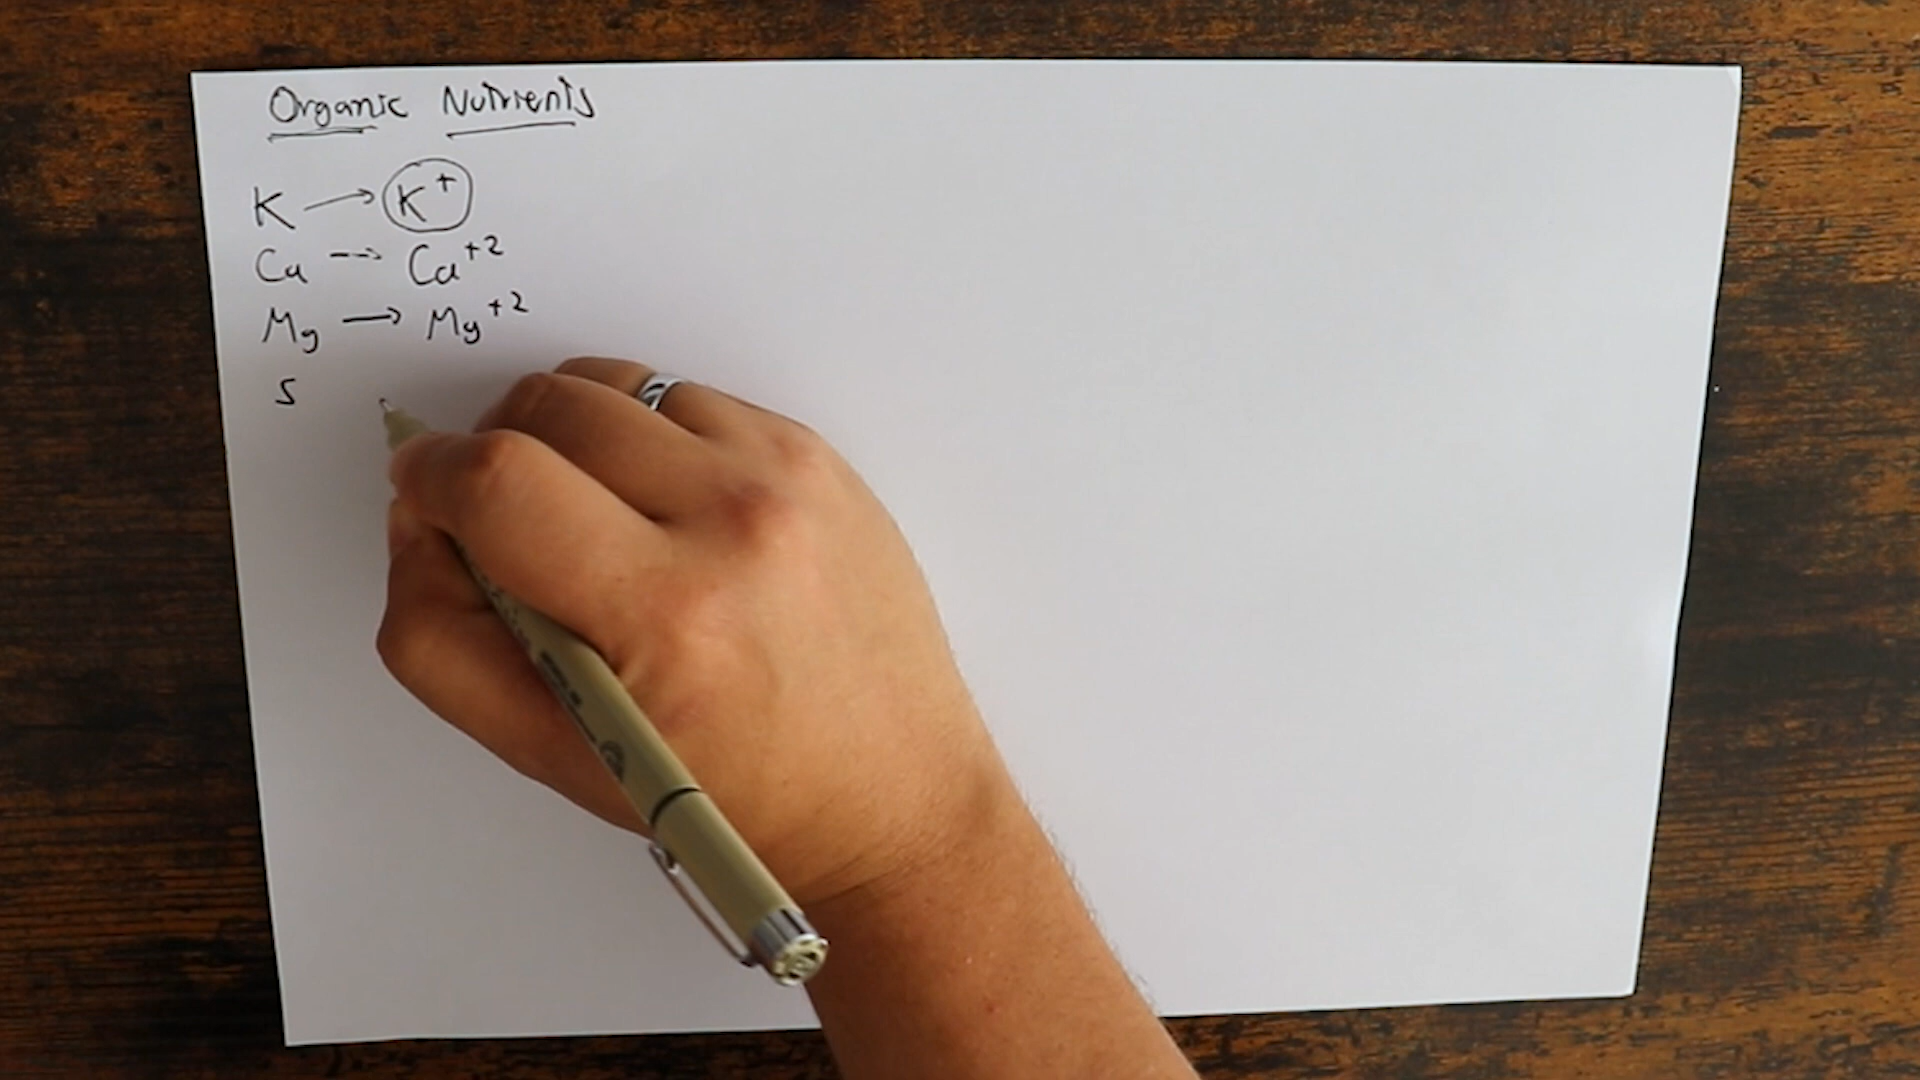 Organic Nutrients
K → K⁺
Ca --> Ca⁺²
Mg → Mg⁺²
S